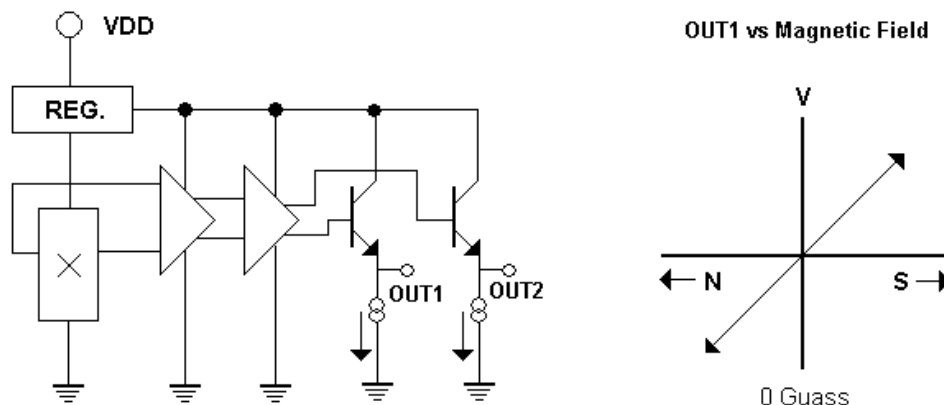 VDD
REG.
OUT1
OUT2
OUT1 vs Magnetic Field
V
N
S
0 Guass